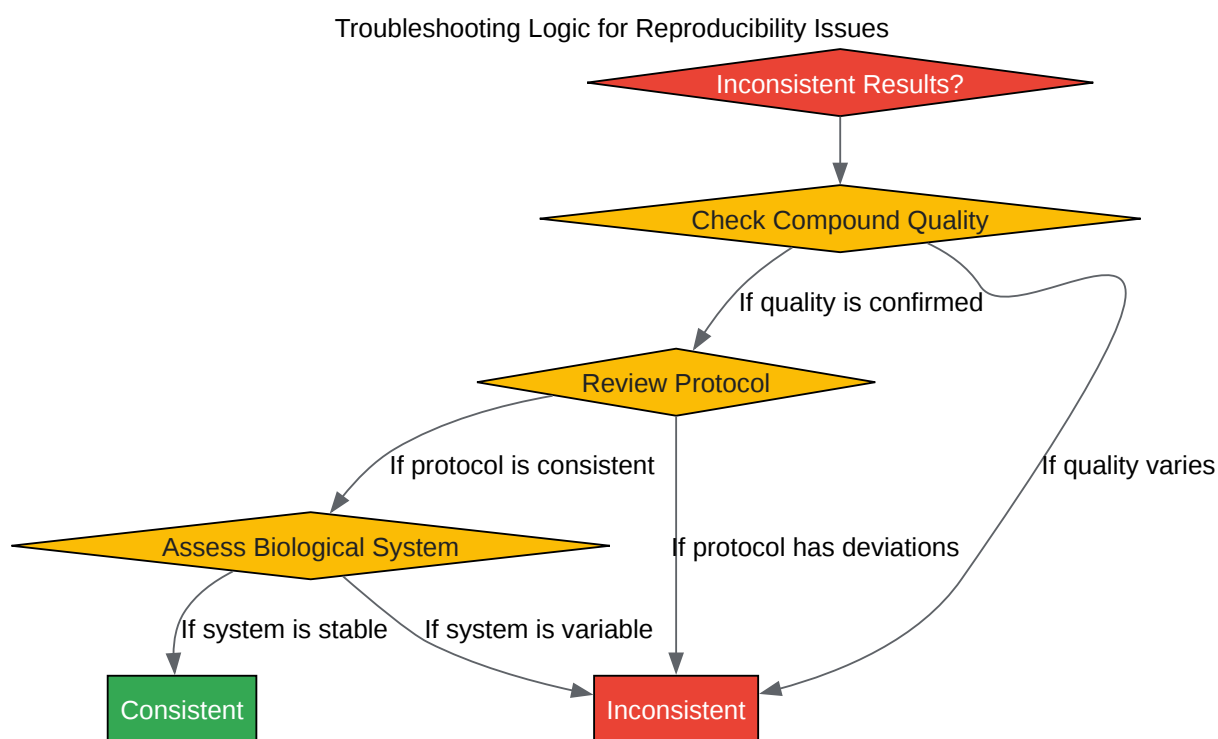 Troubleshooting Logic for Reproducibility Issues
Inconsistent Results?
Check Compound Quality
If quality is confirmed
Review Protocol
If protocol is consistent
If quality varies
Assess Biological System
If protocol has deviations
If system is stable
If system is variable
Consistent
Inconsistent